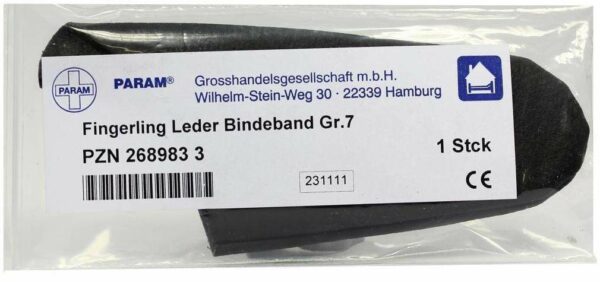 PARAM
PARAM®
Grosshandelsgesellschaft m.b.H.
Wilhelm-Stein-Weg 30 · 22339 Hamburg
Fingerling Leder Bindeband Gr.7
PZN 268983 3
1 Stck
231111
CE